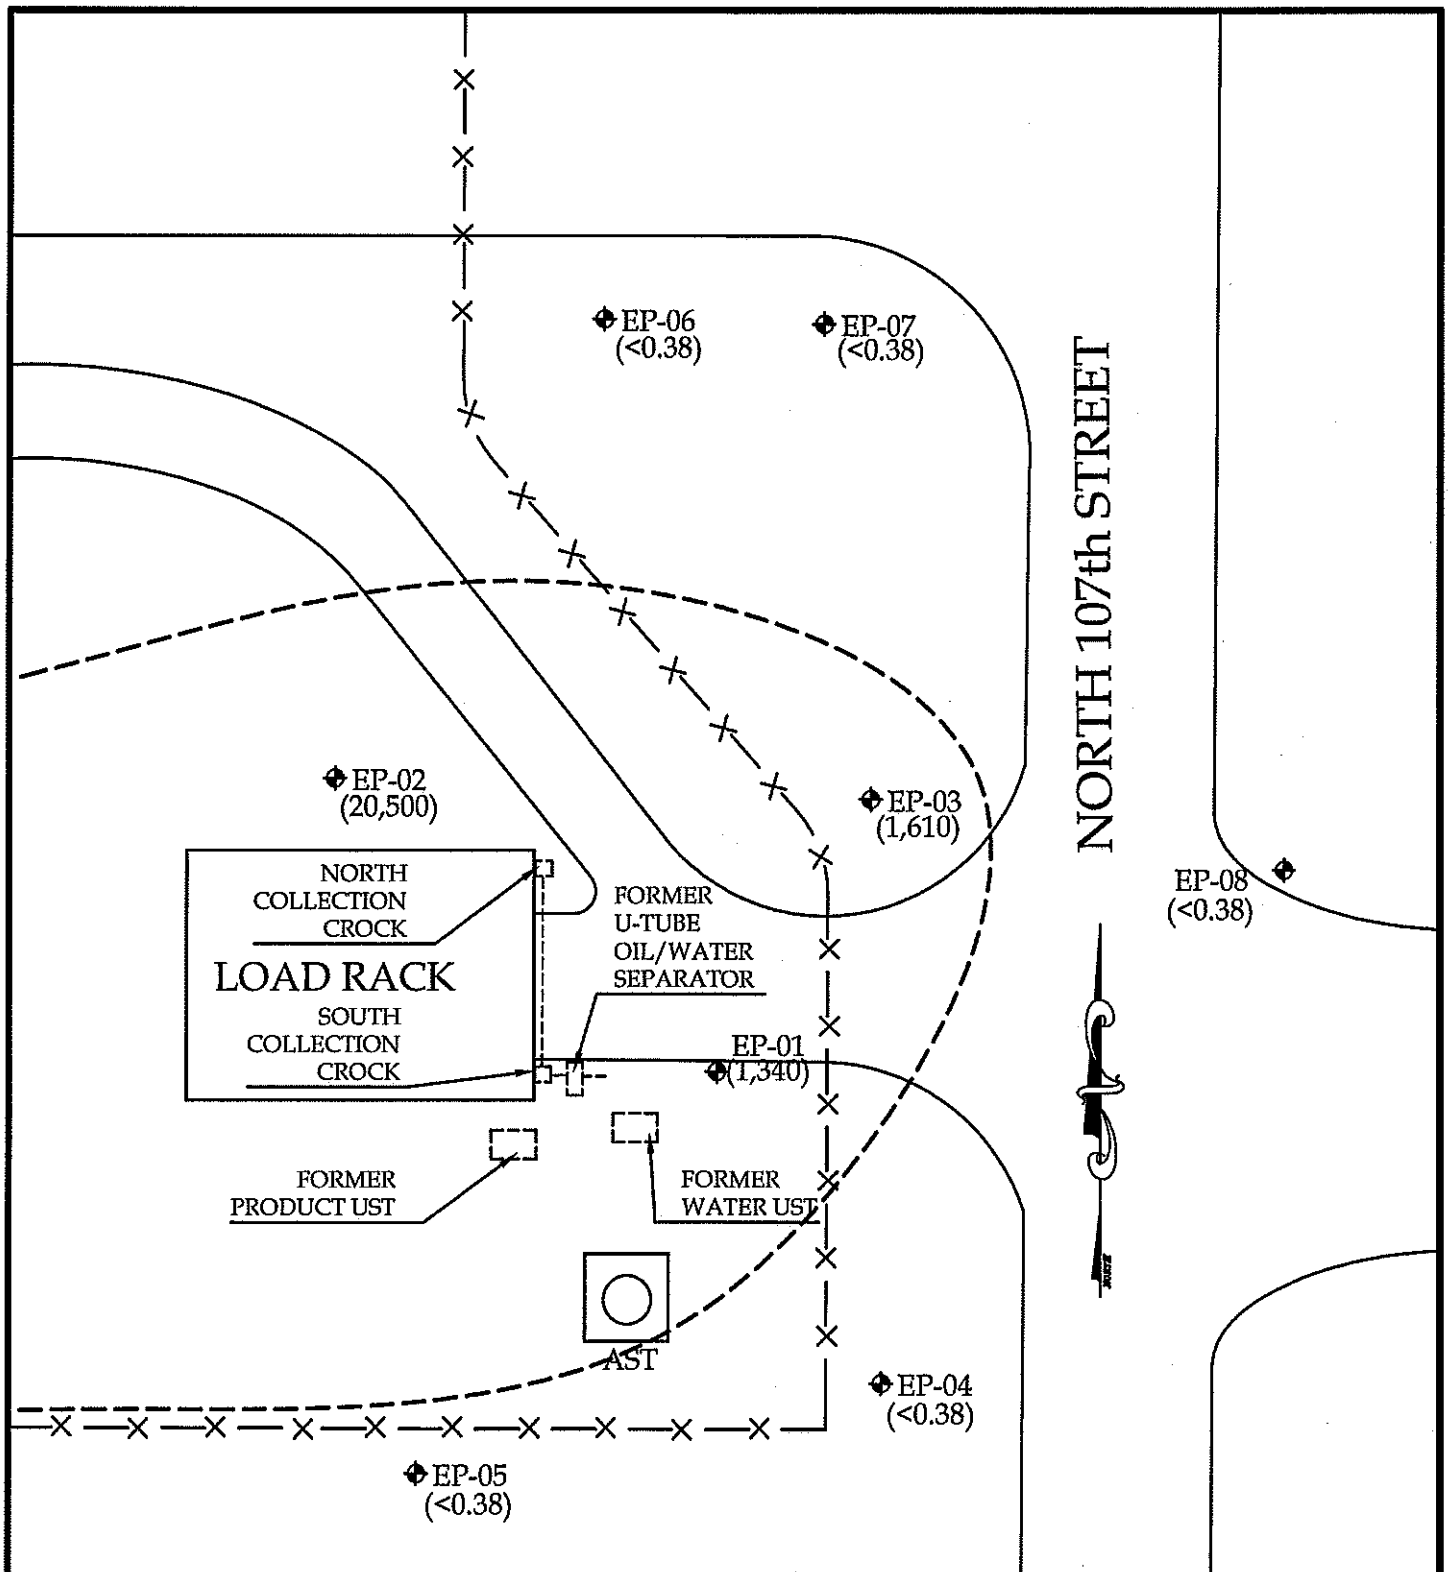 EP-06
(<0.38)
EP-07
(<0.38)
NORTH 107th STREET
EP-02
(20,500)
EP-03
(1,610)
EP-08
(<0.38)
NORTH
COLLECTION
CROCK
LOAD RACK
SOUTH
COLLECTION
CROCK
FORMER
U-TUBE
OIL/WATER
SEPARATOR
EP-01
(1,340)
FORMER
PRODUCT UST
FORMER
WATER UST
NORTH
AST
EP-04
(<0.38)
EP-05
(<0.38)